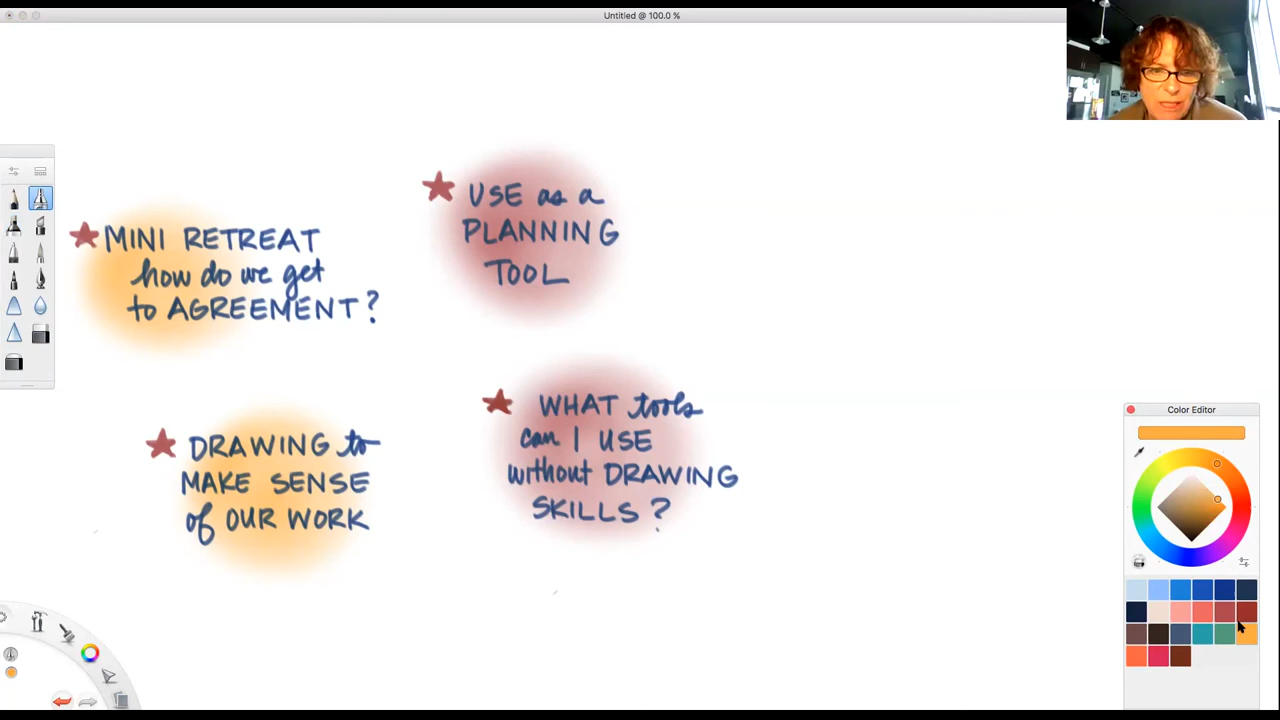 Untitled @ 100.0 %
MINI RETREAT
how do we get
to AGREEMENT?
USE as a
PLANNING
TOOL
DRAWING to
MAKE SENSE
of OUR WORK
WHAT tools
can I USE
without DRAWING
SKILLS?
Color Editor